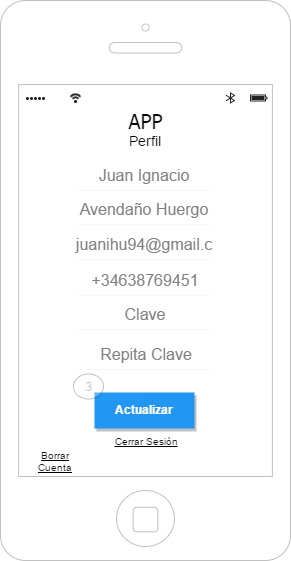 APP
Perfil
Juan Ignacio
Avendaño Huergo
juanihu94@gmail.c
+34638769451
Clave
Repita Clave
3
Actualizar
Cerrar Sesión
Borrar
Cuenta